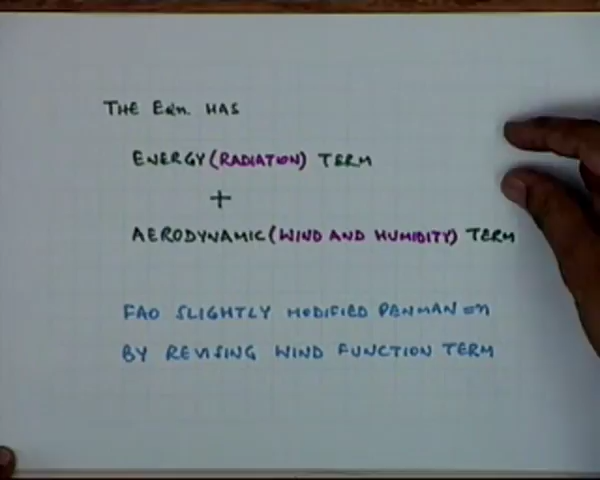 THE EQN. HAS
ENERGY (RADIATION) TERM
+
AERODYNAMIC (WIND AND HUMIDITY) TERM
FAO SLIGHTLY MODIFIED PENMAN =n
BY REVISING WIND FUNCTION TERM